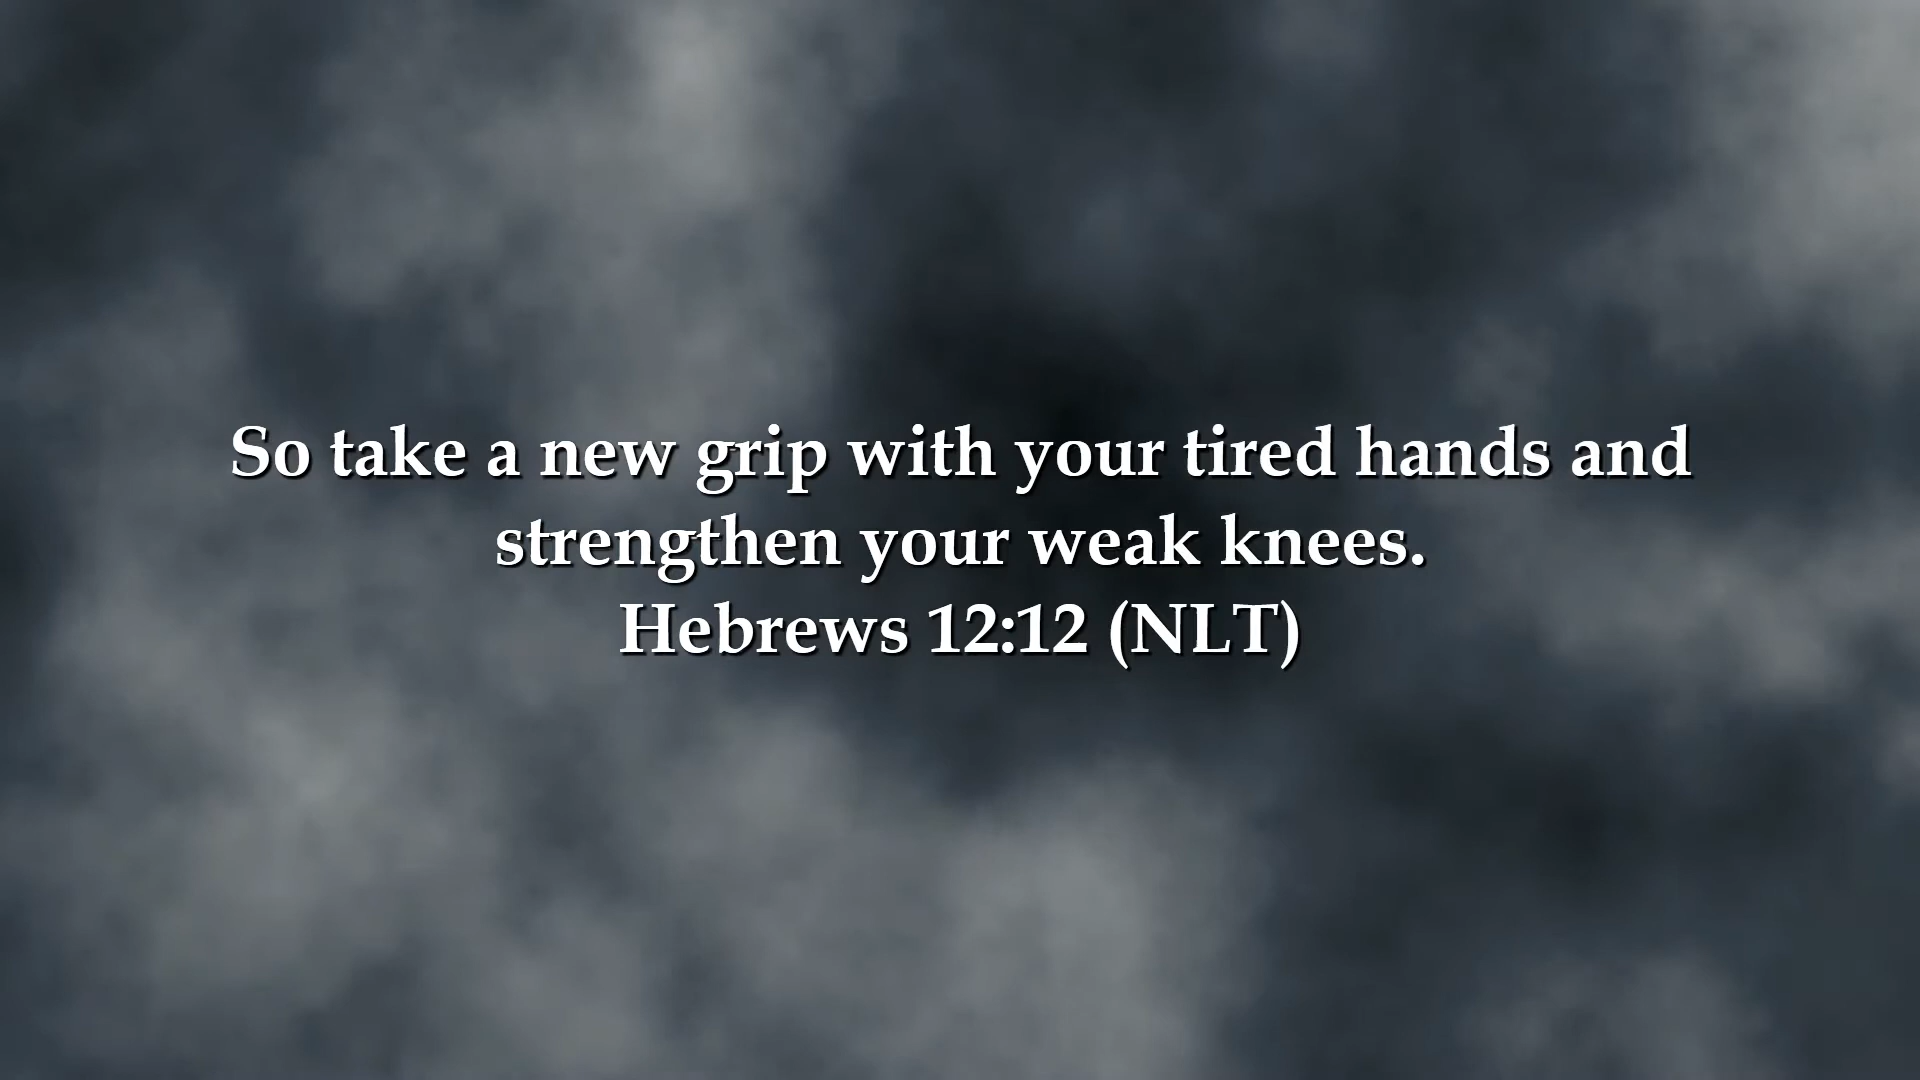 So take a new grip with your tired hands and
strengthen your weak knees.
Hebrews 12:12 (NLT)